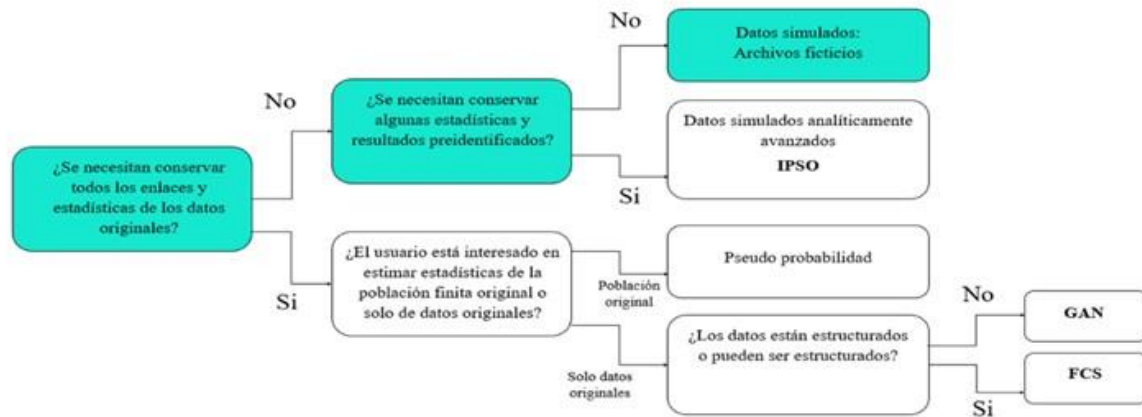 No
Datos simulados:
Archivos ficticios
No
¿Se necesitan conservar
algunas estadísticas y
resultados preidentificados?
Datos simulados analíticamente
avanzados
IPSO
Si
¿Se necesitan conservar
todos los enlaces y
estadísticas de los datos
originales?
Si
¿El usuario está interesado en
estimar estadísticas de la
población finita original o
solo de datos originales?
Población
original
Pseudo probabilidad
Solo datos
originales
¿Los datos están estructurados
o pueden ser estructurados?
No
GAN
Si
FCS